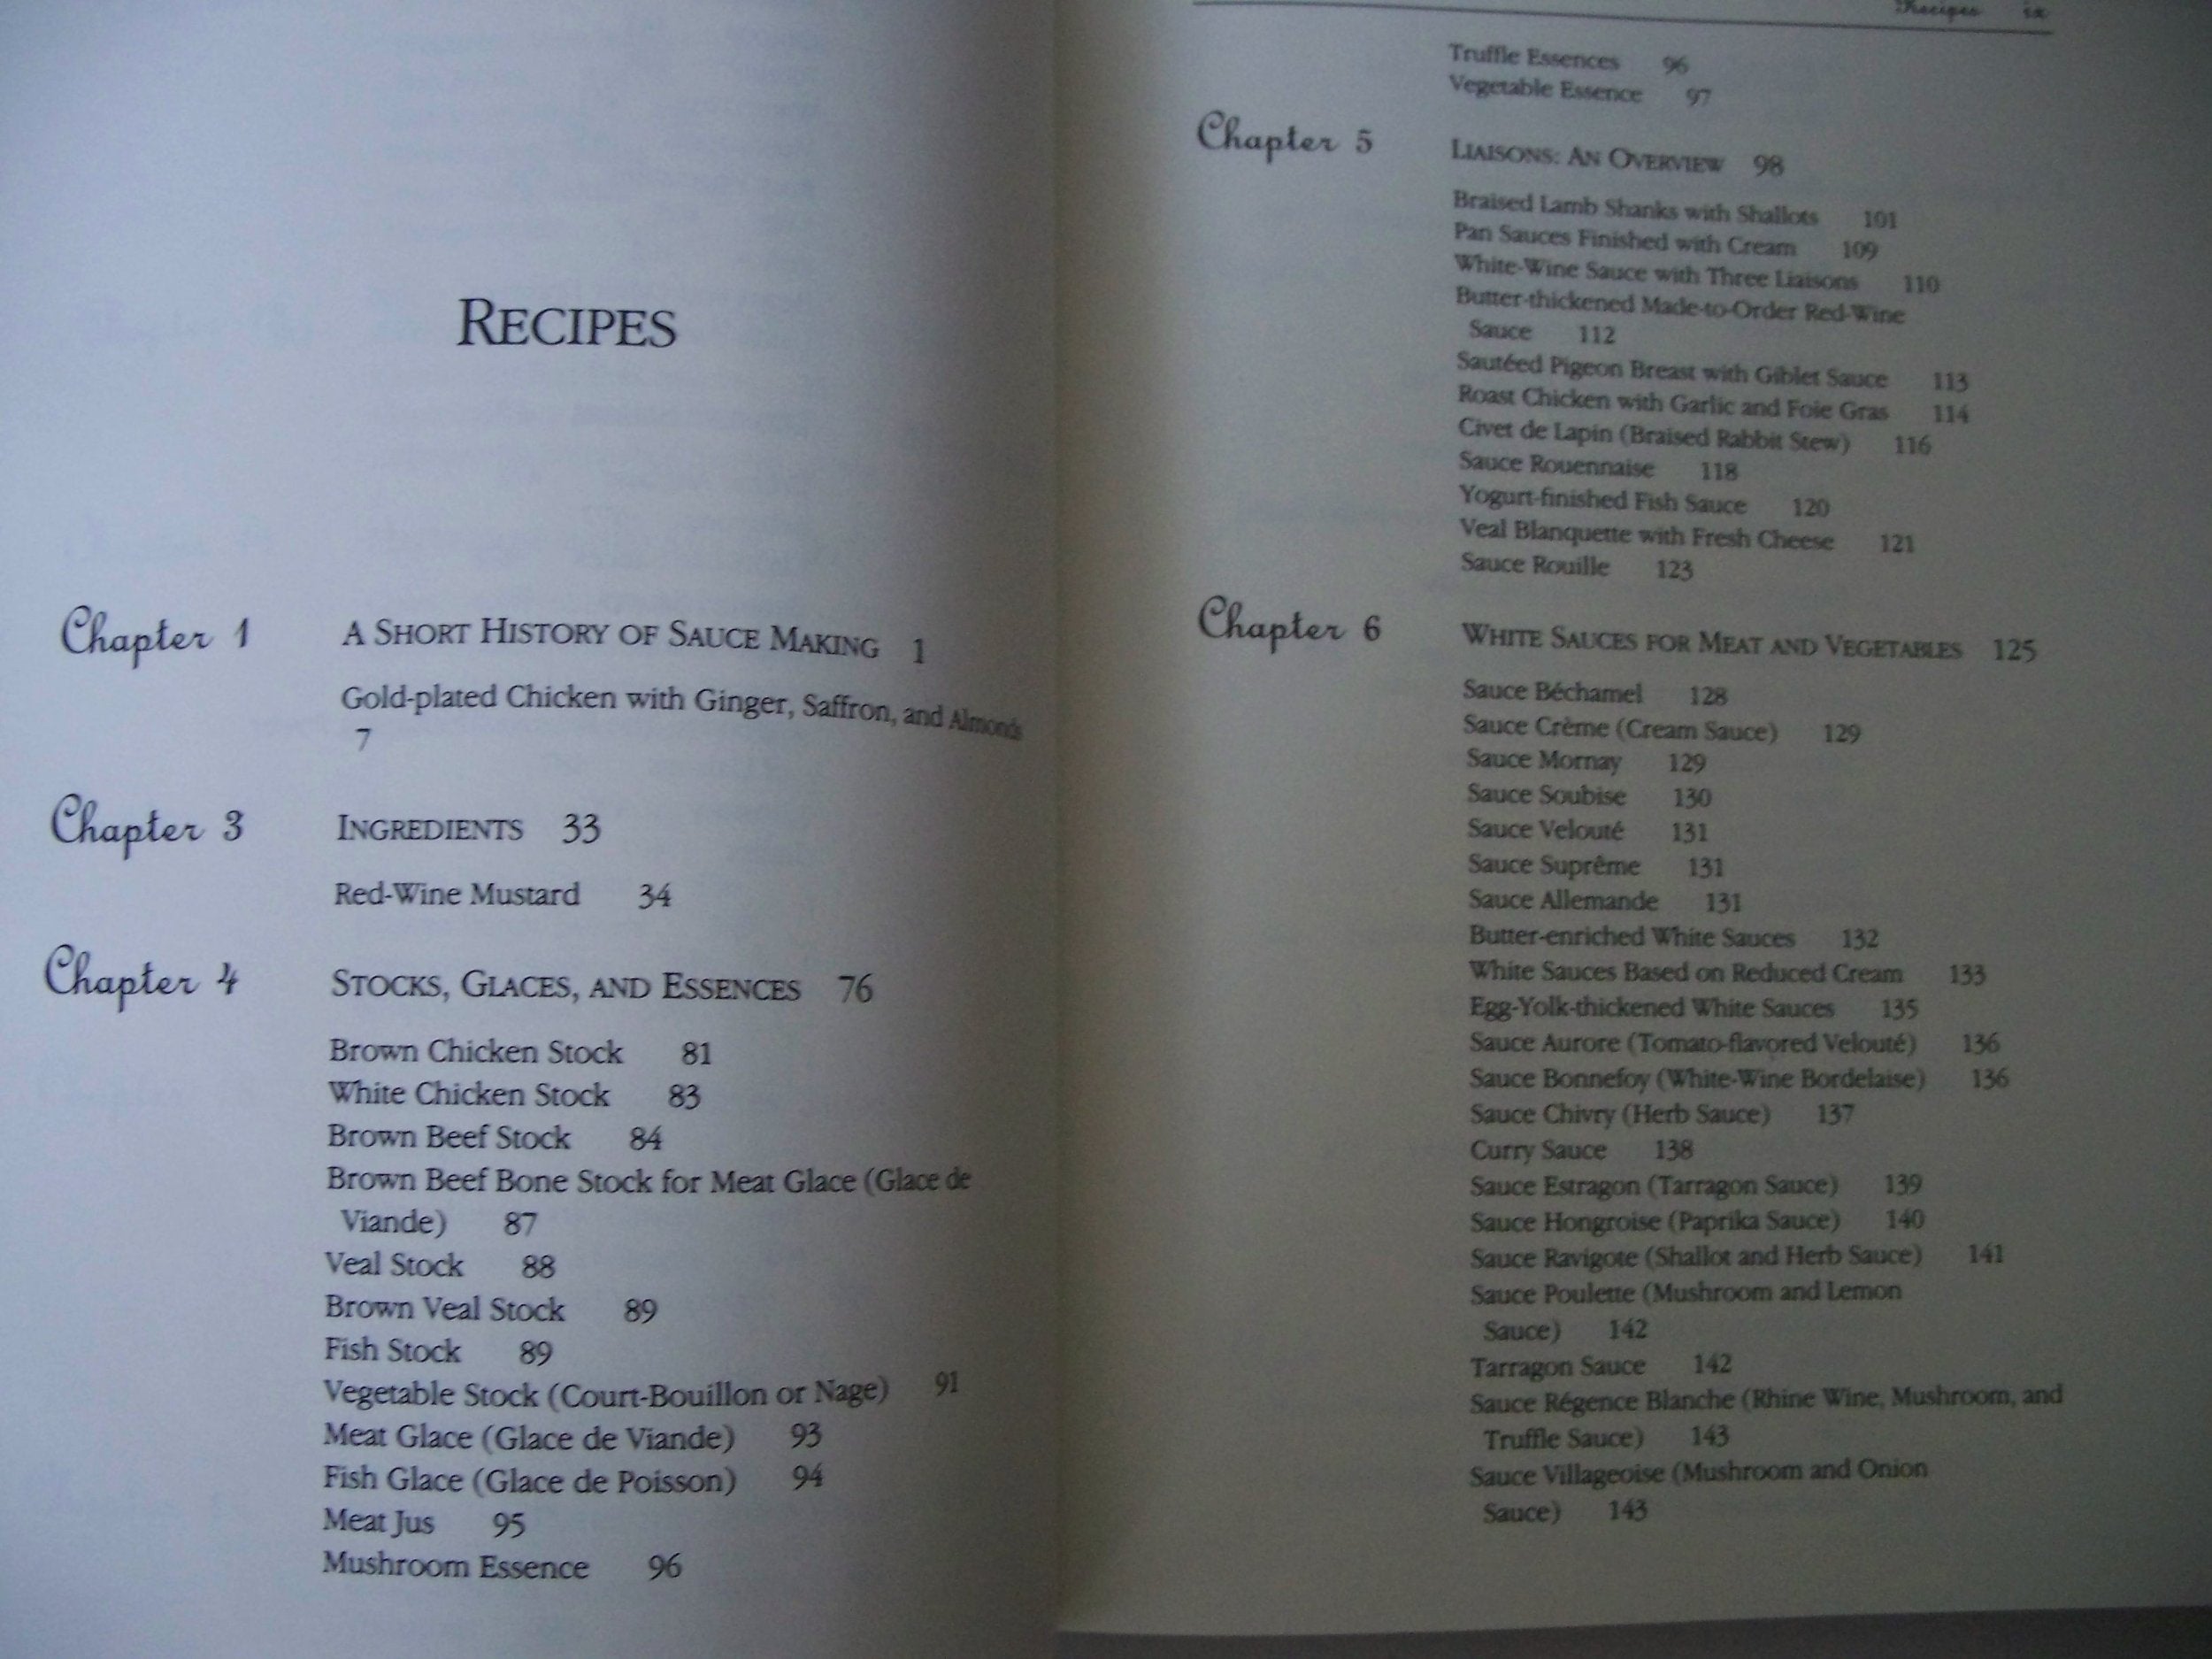 RECIPES
Chapter 1 A SHORT HISTORY OF SAUCE MAKING 1
Gold-plated Chicken with Ginger, Saffron, and Almonds
7
Chapter 3 INGREDIENTS 33
Red-Wine Mustard 34
Chapter 4 STOCKS, GLACES, AND ESSENCES 76
Brown Chicken Stock 81
White Chicken Stock 83
Brown Beef Stock 84
Brown Beef Bone Stock for Meat Glace (Glace de
Viande) 87
Veal Stock 88
Brown Veal Stock 89
Fish Stock 89
Vegetable Stock (Court-Bouillon or Nage) 91
Meat Glace (Glace de Viande) 93
Fish Glace (Glace de Poisson) 94
Meat Jus 95
Mushroom Essence 96
Recipes ix
Truffle Essences 96
Vegetable Essence 97
Chapter 5 LIAISONS: AN OVERVIEW 98
Braised Lamb Shanks with Shallots 101
Pan Sauces Finished with Cream 109
White-Wine Sauce with Three Liaisons 110
Butter-thickened Made-to-Order Red-Wine
Sauce 112
Sautéed Pigeon Breast with Giblet Sauce 113
Roast Chicken with Garlic and Foie Gras 114
Civet de Lapin (Braised Rabbit Stew) 116
Sauce Rouennaise 118
Yogurt-finished Fish Sauce 120
Veal Blanquette with Fresh Cheese 121
Sauce Rouille 123
Chapter 6 WHITE SAUCES FOR MEAT AND VEGETABLES 125
Sauce Béchamel 128
Sauce Crème (Cream Sauce) 129
Sauce Mornay 129
Sauce Soubise 130
Sauce Velouté 131
Sauce Suprême 131
Sauce Allemande 131
Butter-enriched White Sauces 132
White Sauces Based on Reduced Cream 133
Egg-Yolk-thickened White Sauces 135
Sauce Aurore (Tomato-flavored Velouté) 136
Sauce Bonnefoy (White-Wine Bordelaise) 136
Sauce Chivry (Herb Sauce) 137
Curry Sauce 138
Sauce Estragon (Tarragon Sauce) 139
Sauce Hongroise (Paprika Sauce) 140
Sauce Ravigote (Shallot and Herb Sauce) 141
Sauce Poulette (Mushroom and Lemon
Sauce) 142
Tarragon Sauce 142
Sauce Régence Blanche (Rhine Wine, Mushroom, and
Truffle Sauce) 143
Sauce Villageoise (Mushroom and Onion
Sauce) 143